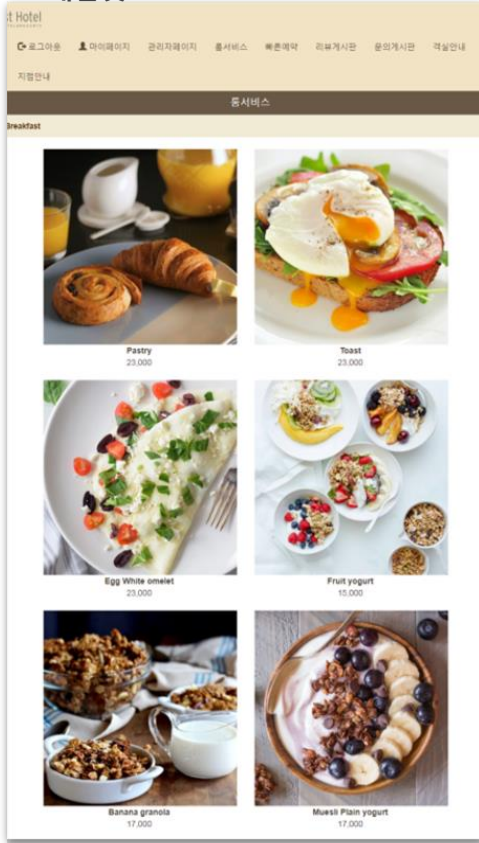 st Hotel
로그아웃 마이페이지 관리자페이지 룸서비스 빠른예약 리뷰게시판 문의게시판 객실안내
지점안내
룸서비스
Breakfast
Pastry
23,000
Toast
23,000
Egg White omelet
23,000
Fruit yogurt
15,000
Banana granola
17,000
Muesli Plain yogurt
17,000